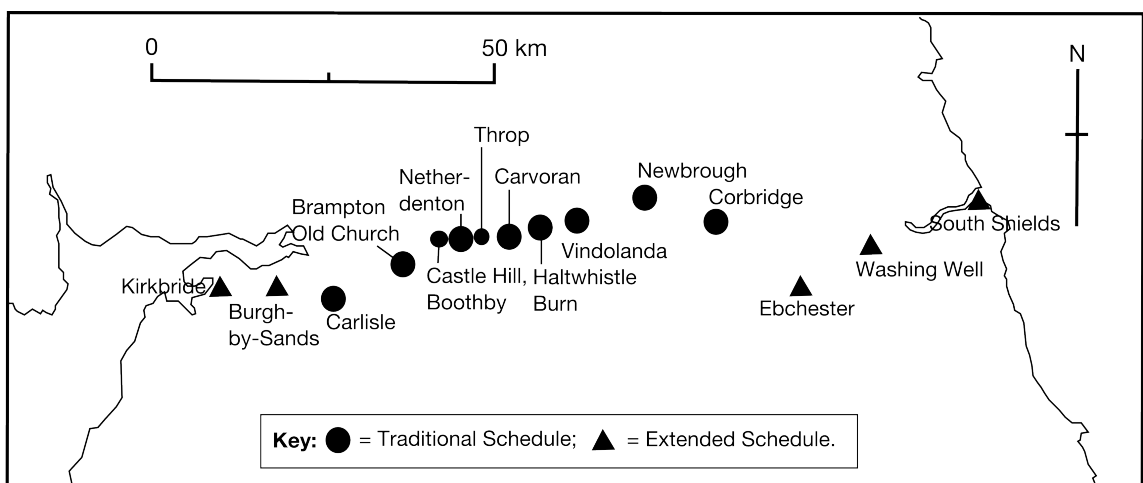 0
50 km
N
Throp
Nether-
denton
Carvoran
Newbrough
Corbridge
Brampton
Old Church
South Shields
Vindolanda
Washing Well
Castle Hill,
Boothby
Haltwhistle
Burn
Kirkbride
Burgh-
by-Sands
Carlisle
Ebchester
Key: = Traditional Schedule; = Extended Schedule.